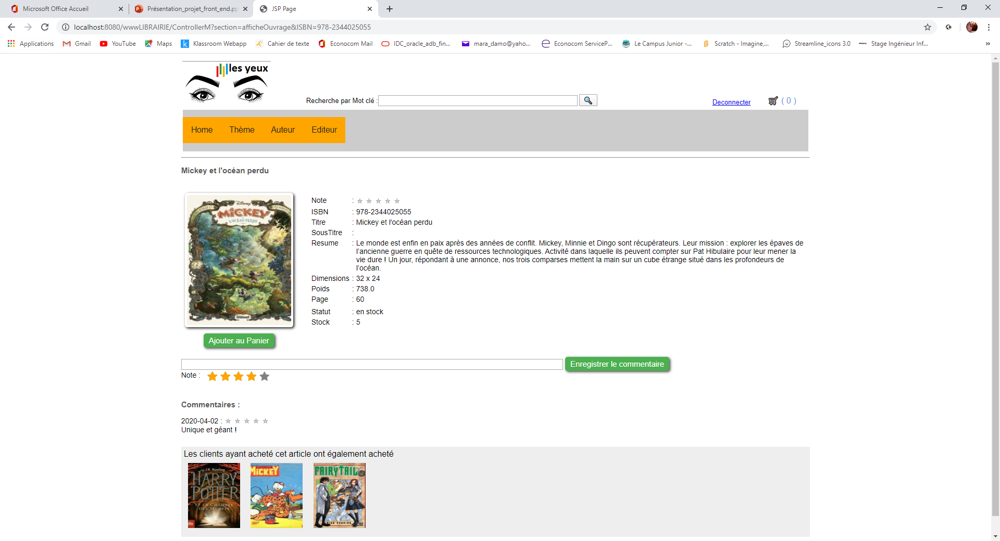 Microsoft Office Accueil
Présentation_projet_front_end.pp
JSP Page
localhost:8080/wwwLIBRAIRIE/ControllerM?section=afficheOuvrage&ISBN=978-2344025055
Applications
Gmail
YouTube
Maps
Klassroom Webapp
Cahier de texte
Econocom Mail
IDC_oracle_adb_fin...
mara_damo@yaho...
Econocom ServiceP...
Le Campus Junior -...
Scratch - Imagine,...
Streamline_icons 3.0
Stage Ingénieur Inf...
»
les yeux
Recherche par Mot clé :
Deconnecter
( 0 )
Home Thème Auteur Editeur
Mickey et l'océan perdu
Disney
MICKEY
L'OCÉAN PERDU
Glénat
Note :
ISBN : 978-2344025055
Titre : Mickey et l'océan perdu
SousTitre :
Resume : Le monde est enfin en paix après des années de conflit. Mickey, Minnie et Dingo sont récupérateurs. Leur mission : explorer les épaves de
l'ancienne guerre en quête de ressources technologiques. Activité dans laquelle ils peuvent compter sur Pat Hibulaire pour leur mener la
vie dure ! Un jour, répondant à une annonce, nos trois comparses mettent la main sur un cube étrange situé dans les profondeurs de
l'océan.
Dimensions : 32 x 24
Poids : 738.0
Page : 60
Statut : en stock
Stock : 5
Ajouter au Panier
Enregistrer le commentaire
Note :
Commentaires :
2020-04-02 :
Unique et géant !
Les clients ayant acheté cet article ont également acheté
J.K. Rowling
HARRY
POTTER
ET LA CHAMBRE
DES SECRETS
MICKEY
FAIRY TAIL